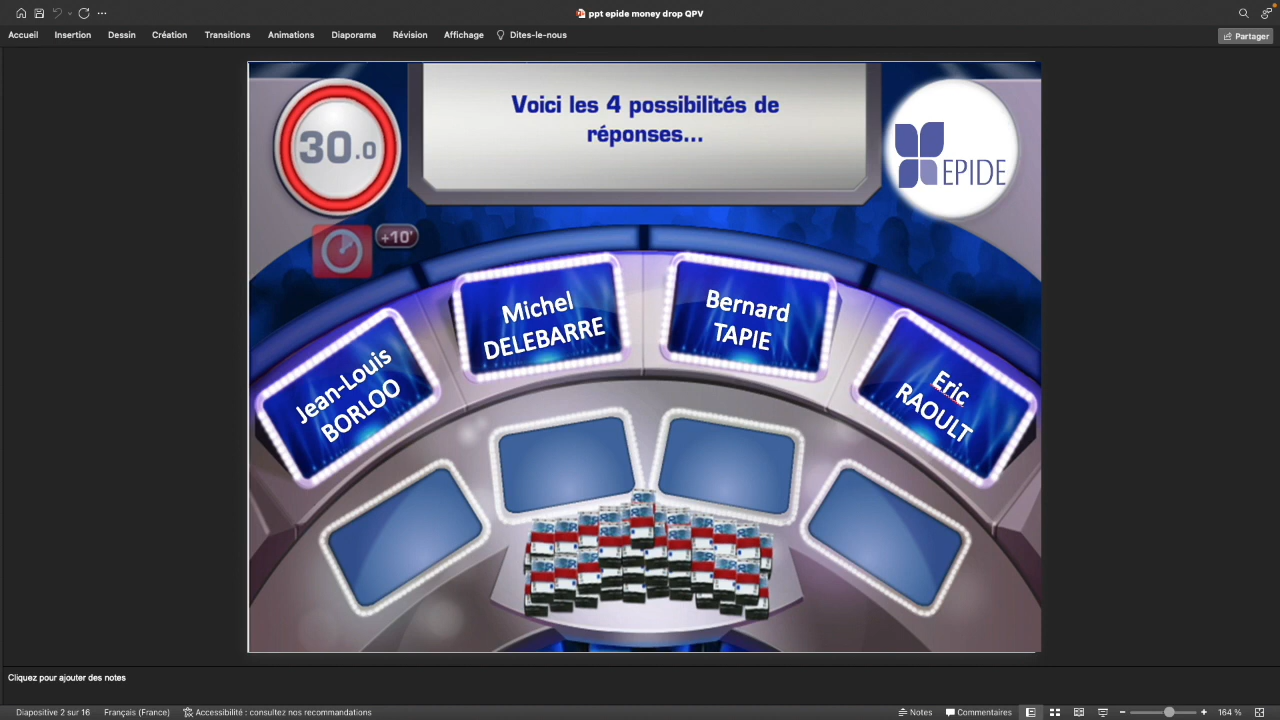 ppt epide money drop QPV
Accueil Insertion Dessin Création Transitions Animations Diaporama Révision Affichage Dites-le-nous
Partager
Voici les 4 possibilités de
réponses...
30.0
EPIDE
+10'
Jean-Louis
BORLOO
Michel
DELEBARRE
Bernard
TAPIE
Eric
RAOULT
Cliquez pour ajouter des notes
Diapositive 2 sur 16 Français (France) Accessibilité : consultez nos recommandations Notes Commentaires 164 %